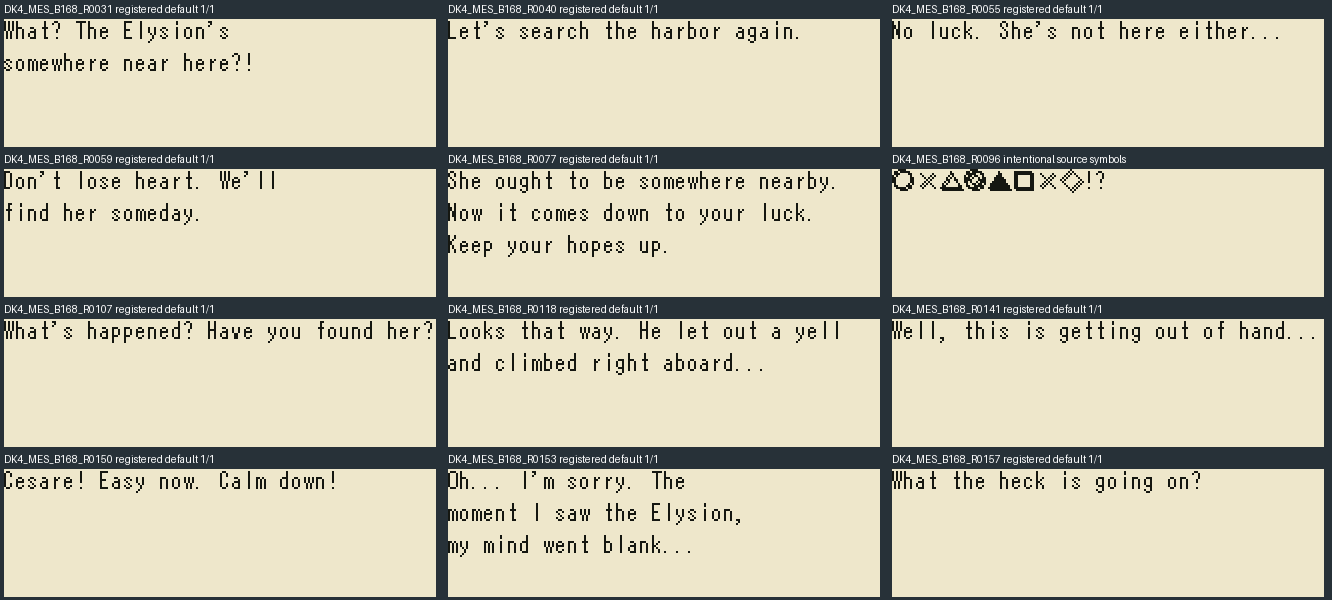 DK4_MES_B168_R0031 registered default 1/1
What? The Elysion's
somewhere near here?!
DK4_MES_B168_R0040 registered default 1/1
Let's search the harbor again.
DK4_MES_B168_R0055 registered default 1/1
No luck. She's not here either...
DK4_MES_B168_R0059 registered default 1/1
Don't lose heart. We'll
find her someday.
DK4_MES_B168_R0077 registered default 1/1
She ought to be somewhere nearby.
Now it comes down to your luck.
Keep your hopes up.
DK4_MES_B168_R0096 intentional source symbols
○×△◎▲□×◇!?
DK4_MES_B168_R0107 registered default 1/1
What's happened? Have you found her?
DK4_MES_B168_R0118 registered default 1/1
Looks that way. He let out a yell
and climbed right aboard...
DK4_MES_B168_R0141 registered default 1/1
Well, this is getting out of hand...
DK4_MES_B168_R0150 registered default 1/1
Cesare! Easy now. Calm down!
DK4_MES_B168_R0153 registered default 1/1
Oh... I'm sorry. The
moment I saw the Elysion,
my mind went blank...
DK4_MES_B168_R0157 registered default 1/1
What the heck is going on?